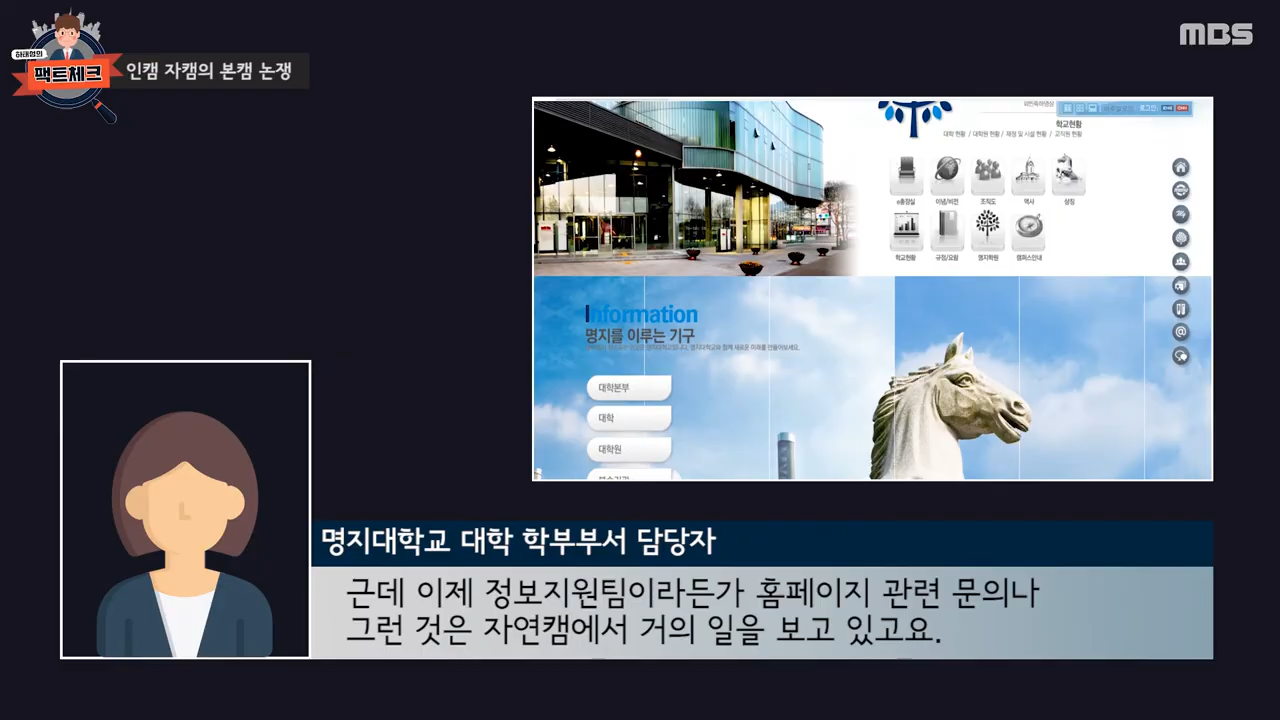 하태형의
팩트체크
인캠 자캠의 본캠 논쟁
MBS
로그인
학교현황
대학 현황 / 대학원 현황 / 재정 및 시설 현황 / 교직원 현황
e총장실
이념/비전
조직도
역사
상징
학교현황
규정/요람
명지학원
캠퍼스안내
Information
명지를 이루는 기구
대학본부
대학
대학원
명지대학교 대학 학부부서 담당자
근데 이제 정보지원팀이라든가 홈페이지 관련 문의나
그런 것은 자연캠에서 거의 일을 보고 있고요.